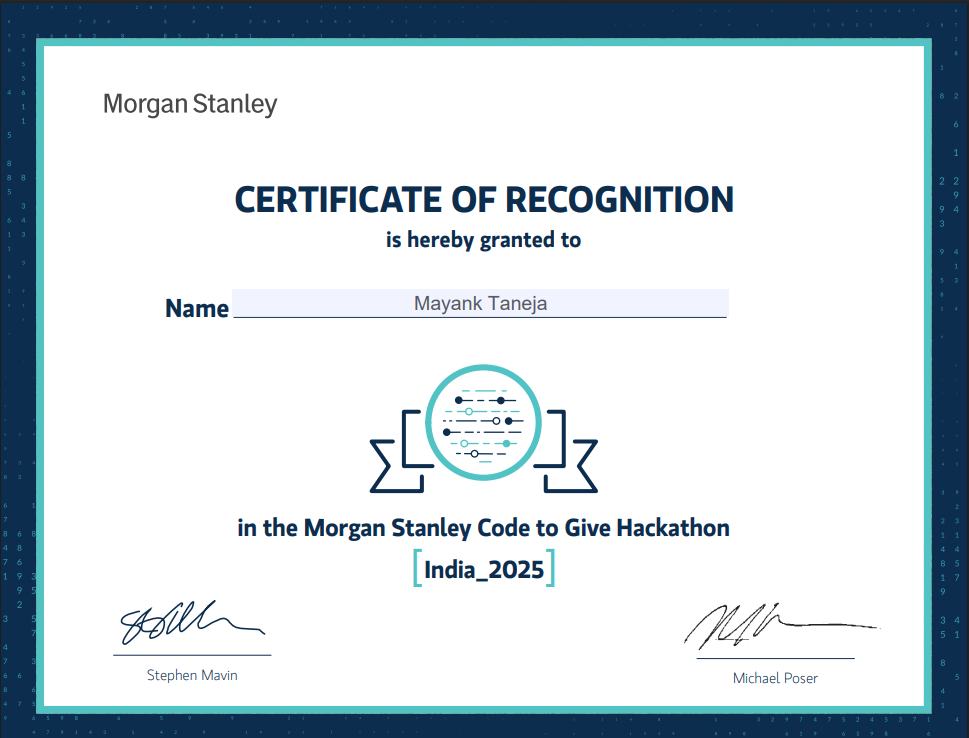 Morgan Stanley
CERTIFICATE OF RECOGNITION
is hereby granted to
Name Mayank Taneja
in the Morgan Stanley Code to Give Hackathon
[India_2025]
Stephen Mavin
Michael Poser